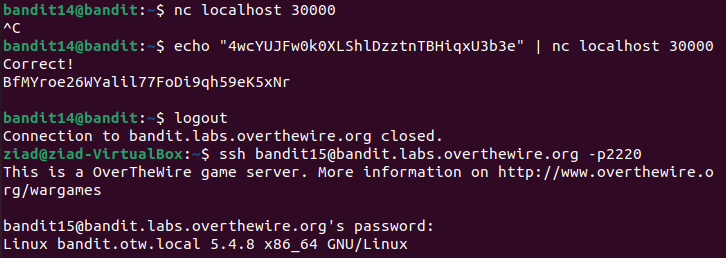 bandit14@bandit:~$ nc localhost 30000
^C
bandit14@bandit:~$ echo "4wcYUJFw0k0XLShlDzztnTBHiqxU3b3e" | nc localhost 30000
Correct!
BfMYroe26WYalil77FoDi9qh59eK5xNr

bandit14@bandit:~$ logout
Connection to bandit.labs.overthewire.org closed.
ziad@ziad-VirtualBox:~$ ssh bandit15@bandit.labs.overthewire.org -p2220
This is a OverTheWire game server. More information on http://www.overthewire.o
rg/wargames

bandit15@bandit.labs.overthewire.org's password:
Linux bandit.otw.local 5.4.8 x86_64 GNU/Linux